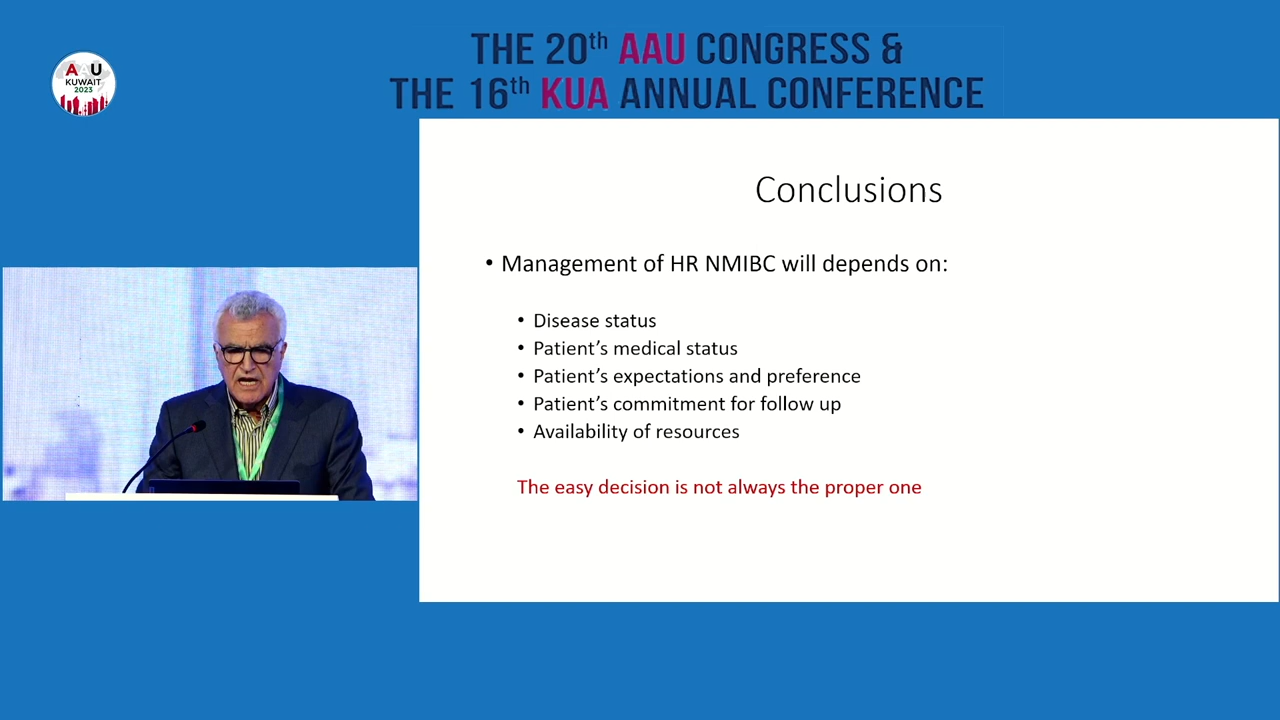 A A U
KUWAIT
2023
THE 20th AAU CONGRESS &
THE 16th KUA ANNUAL CONFERENCE
Conclusions
• Management of HR NMIBC will depends on:
• Disease status
• Patient's medical status
• Patient's expectations and preference
• Patient's commitment for follow up
• Availability of resources
The easy decision is not always the proper one